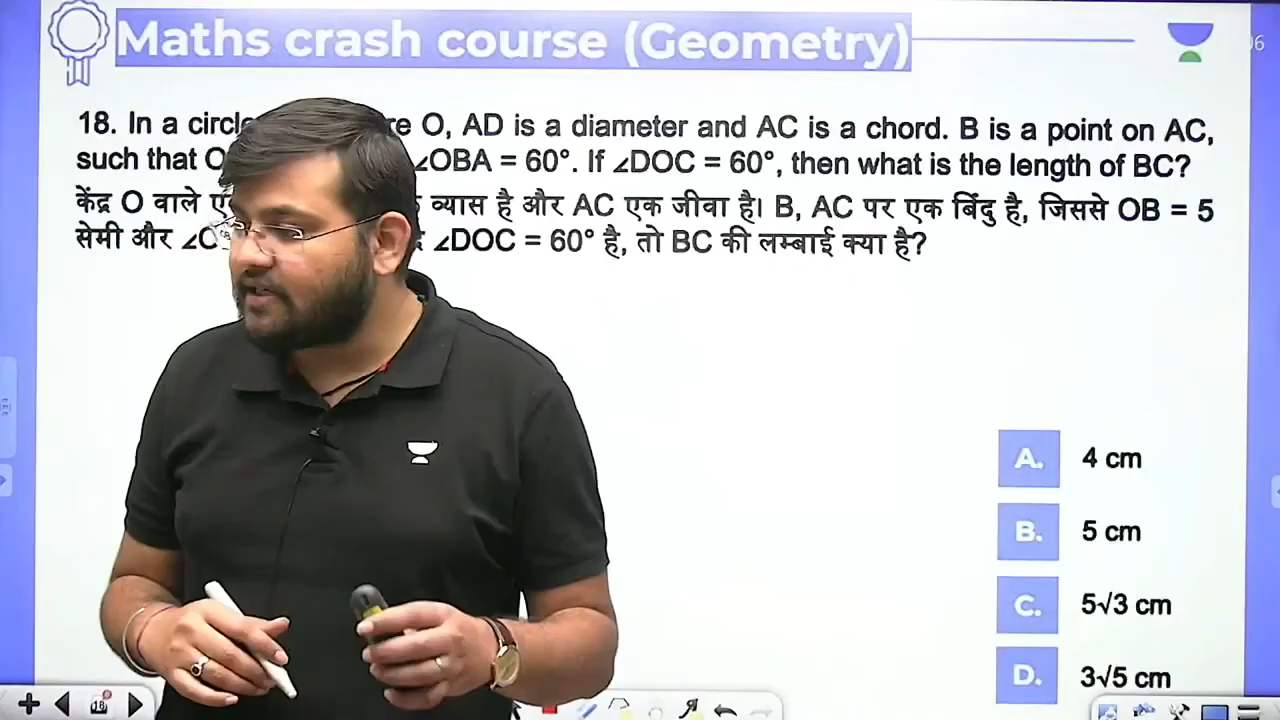 Maths crash course (Geometry)
06
18. In a circle re O, AD is a diameter and AC is a chord. B is a point on AC,
such that O ∠OBA = 60°. If ∠DOC = 60°, then what is the length of BC?
केंद्र O वाले ए व्यास है और AC एक जीवा है। B, AC पर एक बिंदु है, जिससे OB = 5
सेमी और ∠ ∠DOC = 60° है, तो BC की लम्बाई क्या है?
A. 4 cm
B. 5 cm
C. 5√3 cm
D. 3√5 cm
18